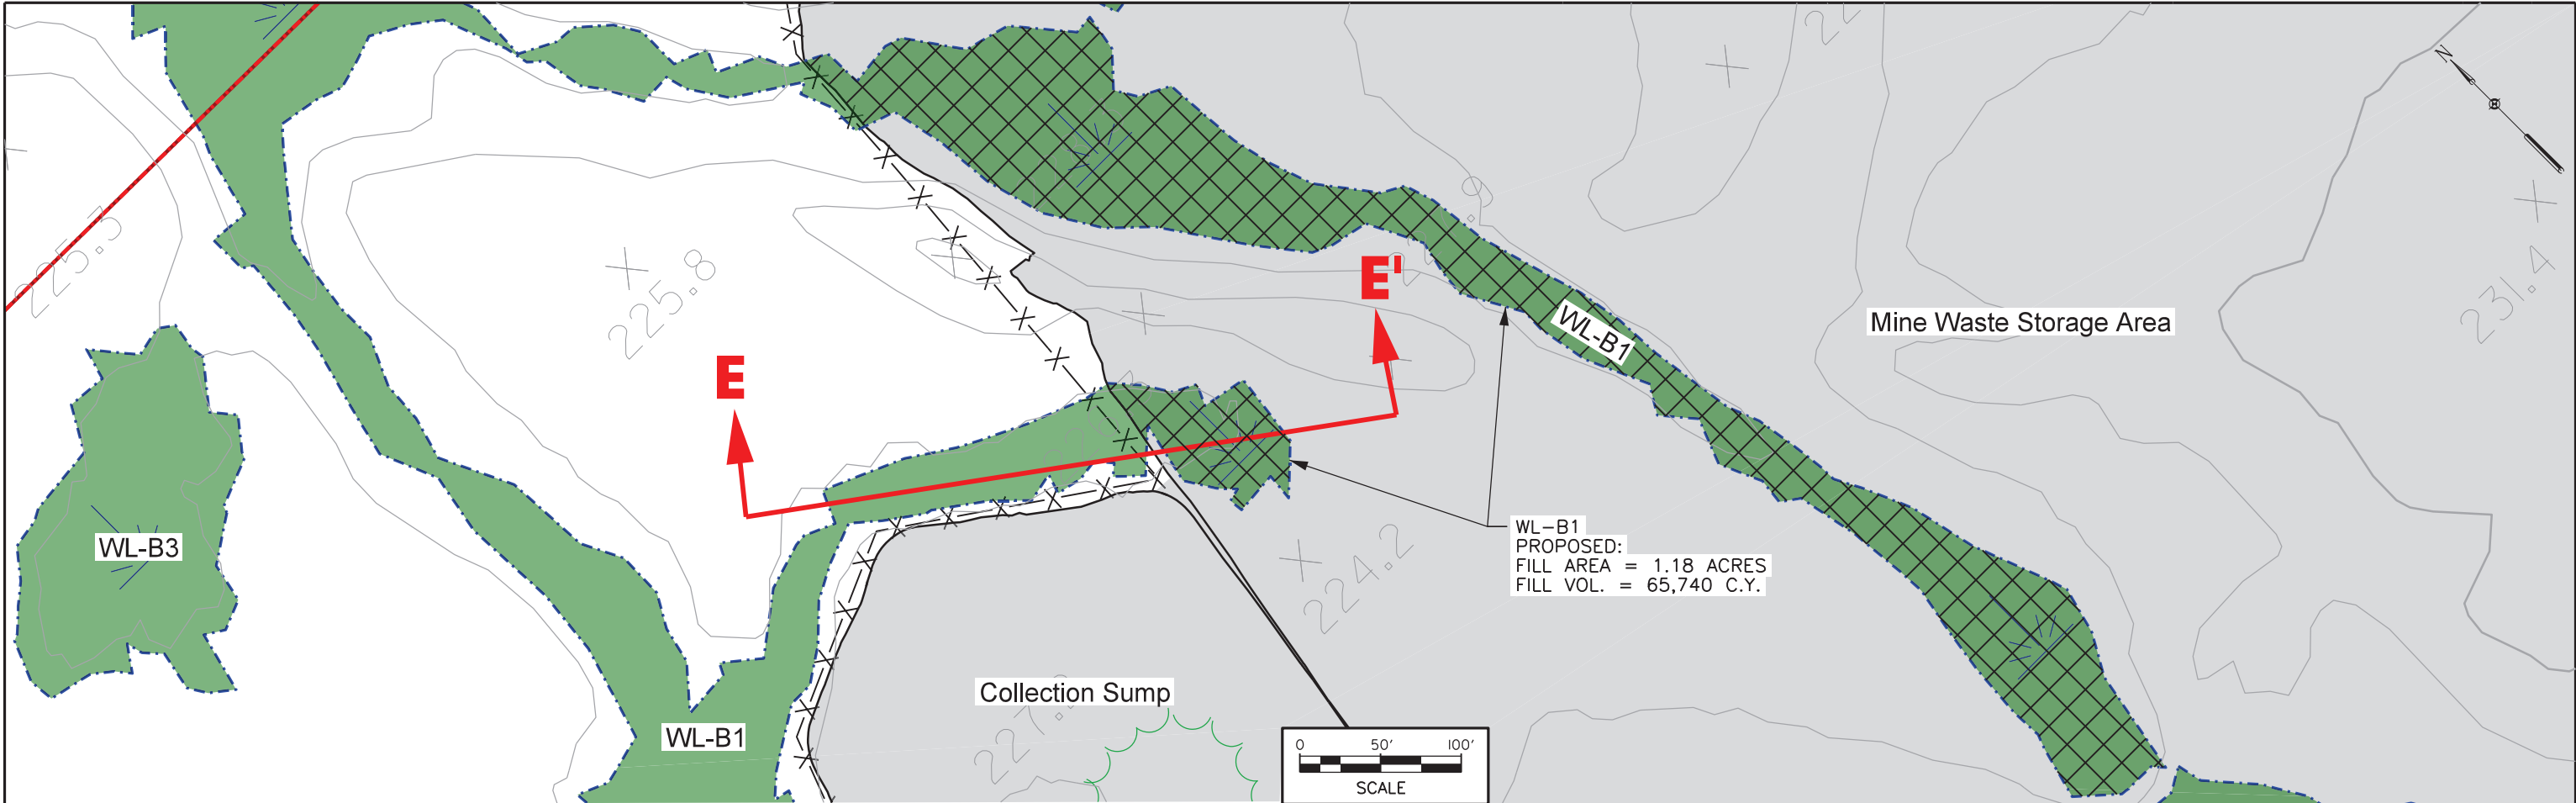 N
225.3
225.8
E
E'
WL-B1
Mine Waste Storage Area
231.4
WL-B3
WL-B1
PROPOSED:
FILL AREA = 1.18 ACRES
FILL VOL. = 65,740 C.Y.
224.2
Collection Sump
WL-B1
0 50' 100'
SCALE